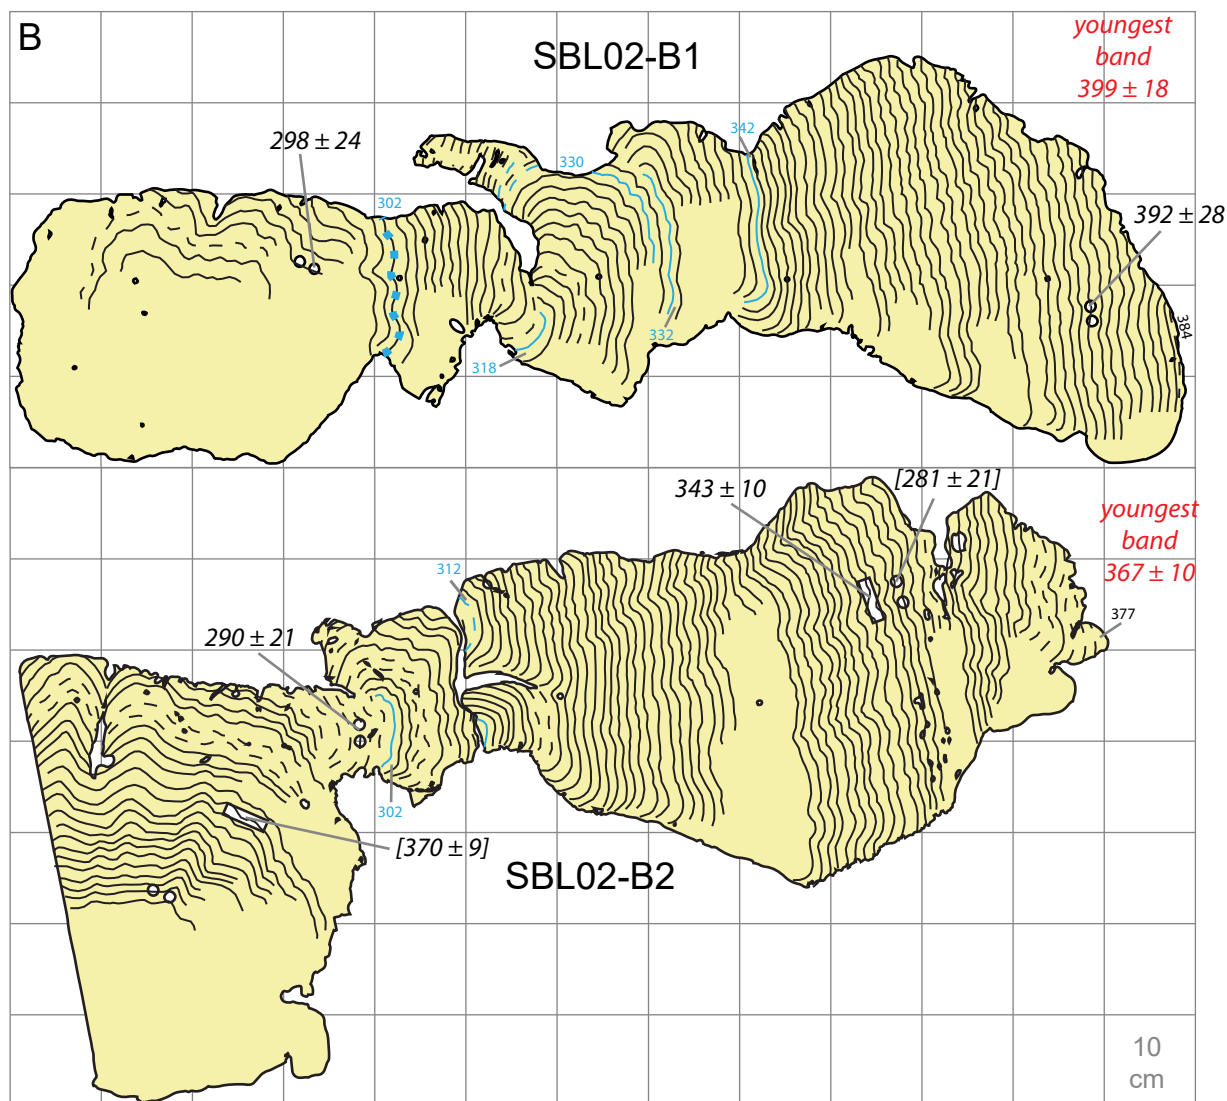 B
SBL02-B1
youngest
band
399 ± 18
298 ± 24
342
330
302
392 ± 28
332
318
384
343 ± 10
[281 ± 21]
youngest
band
367 ± 10
312
377
290 ± 21
302
[370 ± 9]
SBL02-B2
10
cm